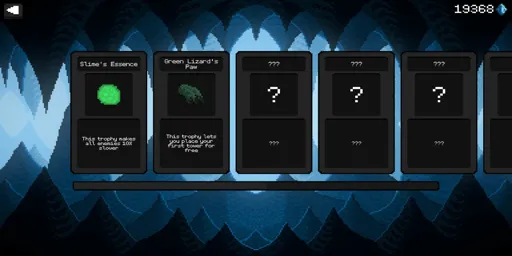 19368
Slime's Essence
This trophy makes
all enemies 10%
slower
Green Lizard's
Paw
This trophy lets
you place your
first tower for
free
???
?
???
???
?
???
???
?
???